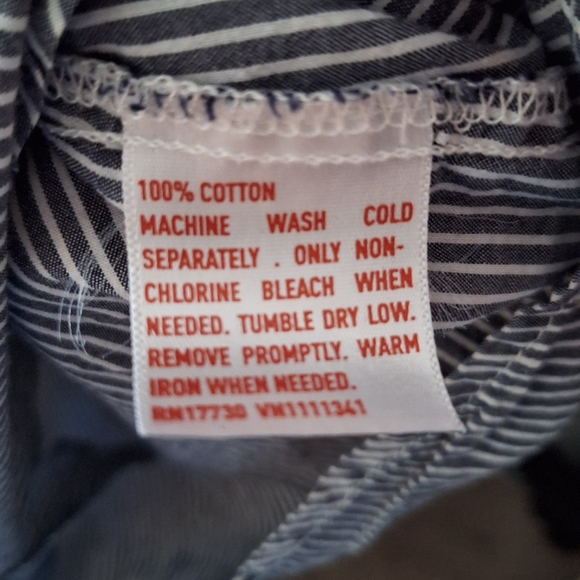 100% COTTON
MACHINE WASH COLD
SEPARATELY . ONLY NON-
CHLORINE BLEACH WHEN
NEEDED. TUMBLE DRY LOW.
REMOVE PROMPTLY. WARM
IRON WHEN NEEDED.
RN17730 VN1111341